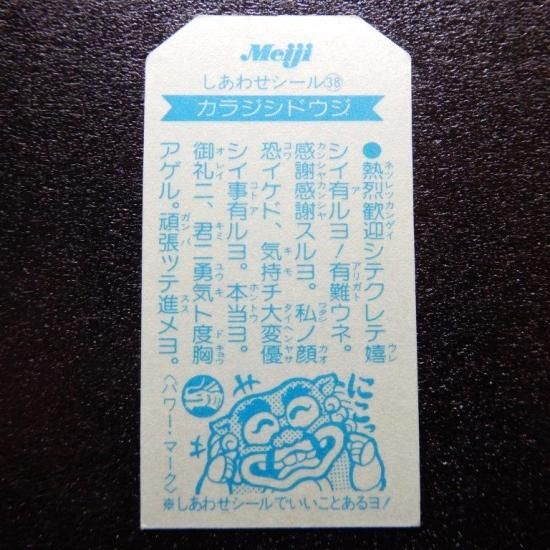 Meiji
しあわせシール㊳
カラジシドウジ
●熱烈歓迎シテクレテ嬉
シイ有ルヨ!有難ウネ。
感謝感謝スルヨ。私ノ顔
恐イケド、気持チ大変優
シイ事有ルヨ。本当ヨ。
御礼ニ、君ニ勇気ト度胸
アゲル。頑張ッテ進メヨ。
〈パワー・マーク〉
ニコッ
※しあわせシールでいいことあるヨ!